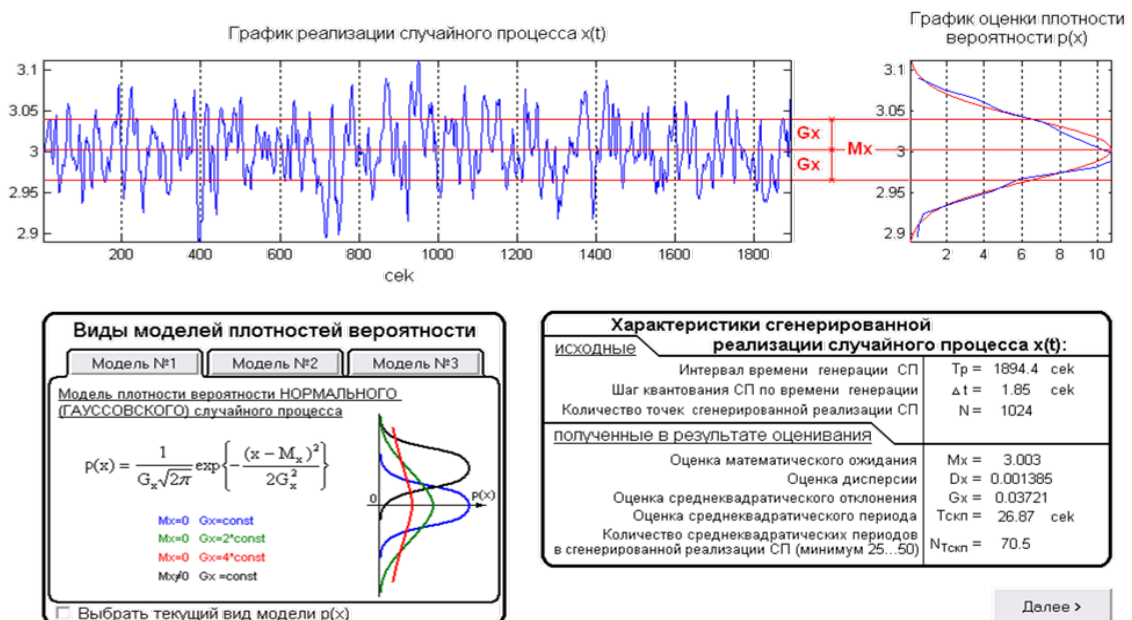 График реализации случайного процесса x(t)
График оценки плотности
вероятности p(x)
3.1
3.05
3
2.95
2.9
200
400
600
800
1000
1200
1400
1600
1800
сек
Gx
Mx
Gx
3.1
3.05
3
2.95
2.9
2
4
6
8
10
Виды моделей плотностей вероятности
Модель №1
Модель №2
Модель №3
Модель плотности вероятности НОРМАЛЬНОГО
(ГАУССОВСКОГО) случайного процесса
p(x) = 1 / (G_x√2π) exp{-(x − M_x)² / 2G_x²}
0
p(x)
Mx=0 Gx=const
Mx=0 Gx=2*const
Mx=0 Gx=4*const
Mx≠0 Gx =const
Выбрать текущий вид модели p(x)
Характеристики сгенерированной
исходные реализации случайного процесса x(t):
Интервал времени генерации СП Tp = 1894.4 сек
Шаг квантования СП по времени генерации Δt = 1.85 сек
Количество точек сгенерированной реализации СП N = 1024
полученные в результате оценивания
Оценка математического ожидания Mx = 3.003
Оценка дисперсии Dx = 0.001385
Оценка среднеквадратического отклонения Gx = 0.03721
Оценка среднеквадратического периода Тскп = 26.87 сек
Количество среднеквадратических периодов
в сгенерированной реализации СП (минимум 25...50) NТскп = 70.5
Далее >